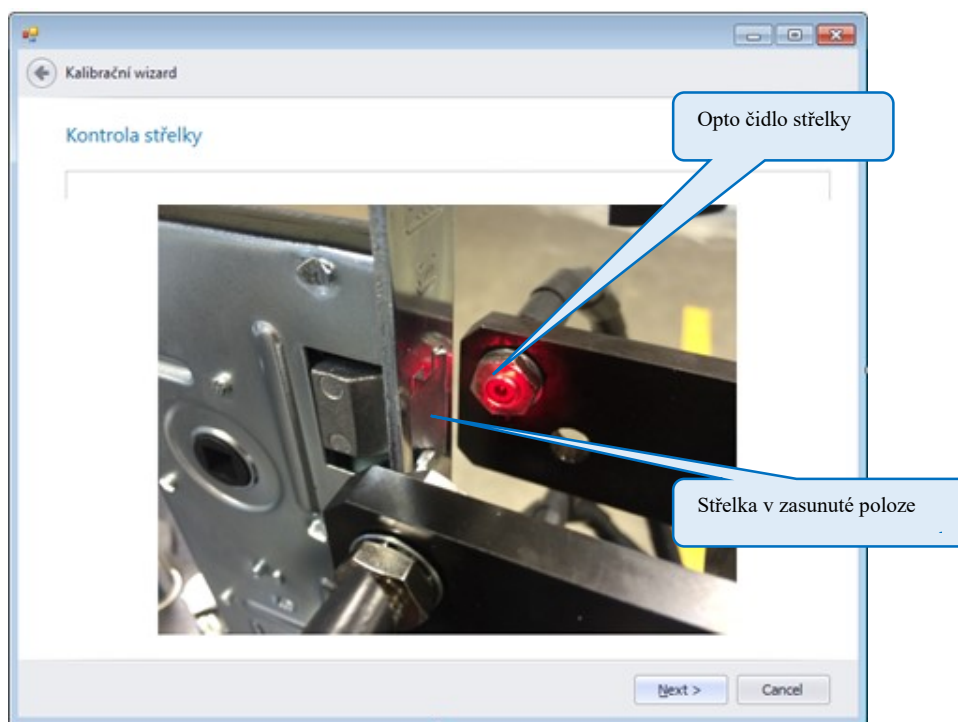 Kalibrační wizard
Kontrola střelky
Opto čidlo střelky
Střelka v zasunuté poloze
Next >
Cancel